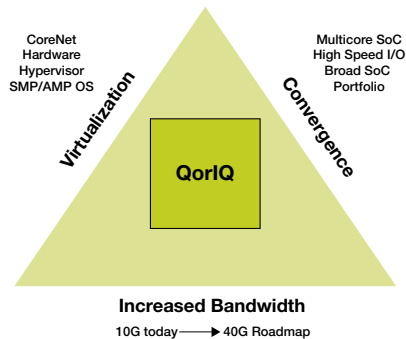 CoreNet
Hardware
Hypervisor
SMP/AMP OS
Multicore SoC
High Speed I/O
Broad SoC
Portfolio
Virtualization
Convergence
QorIQ
Increased Bandwidth
10G today 40G Roadmap